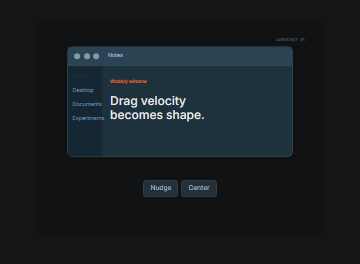 Notes
Wobbly window
Desktop
Drag velocity
Documents
becomes shape.
Experiments
Nudge
Center